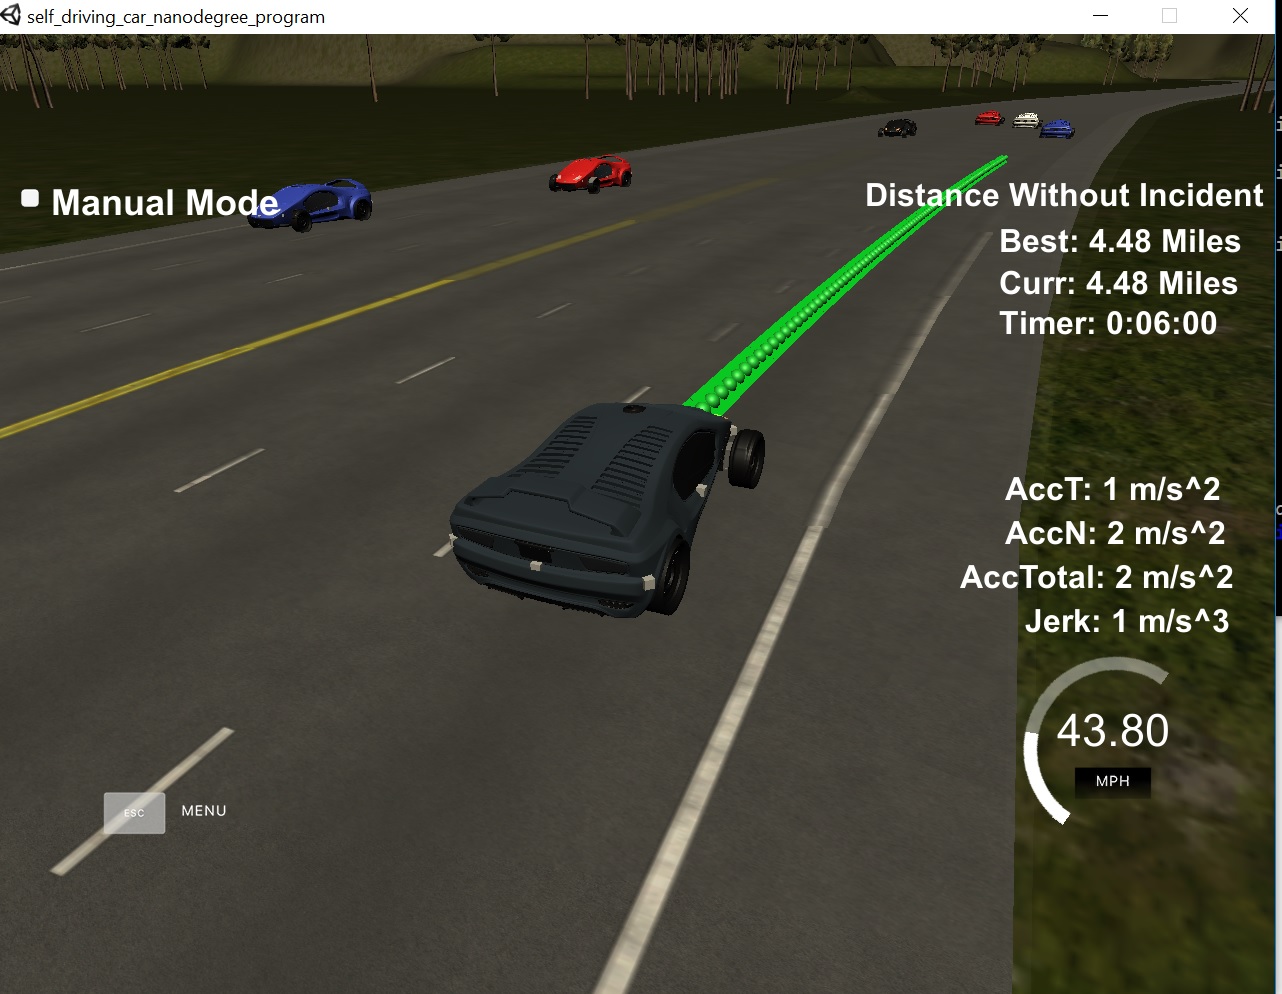 self_driving_car_nanodegree_program
Manual Mode
Distance Without Incident
Best: 4.48 Miles
Curr: 4.48 Miles
Timer: 0:06:00
AccT: 1 m/s^2
AccN: 2 m/s^2
AccTotal: 2 m/s^2
Jerk: 1 m/s^3
43.80
MPH
ESC MENU